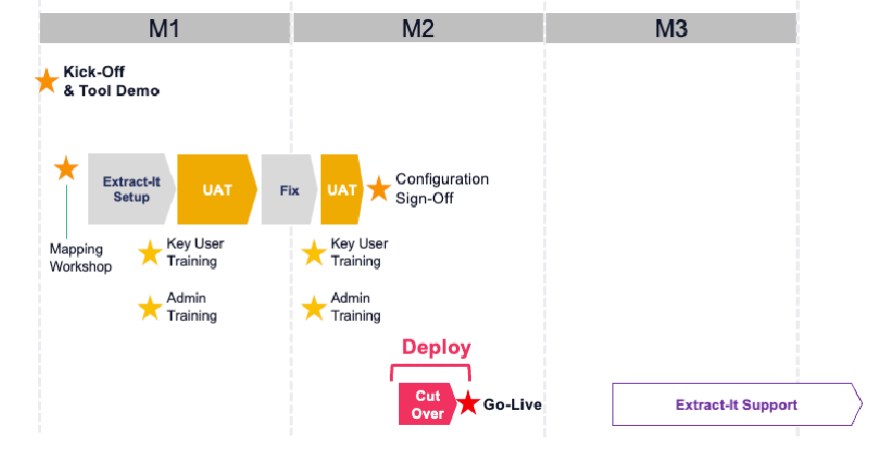 M1
M2
M3
Kick-Off
& Tool Demo
Extract-It
Setup
UAT
Fix
UAT
Configuration
Sign-Off
Mapping
Workshop
Key User
Training
Key User
Training
Admin
Training
Admin
Training
Deploy
Cut
Over
Go-Live
Extract-It Support